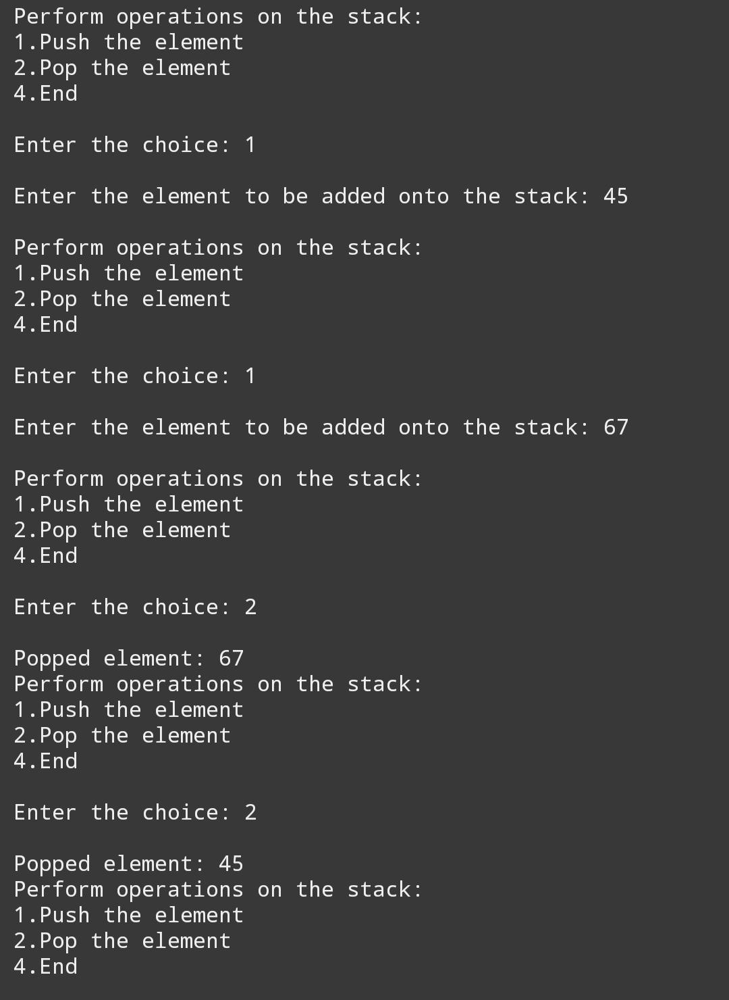 Perform operations on the stack:
1.Push the element
2.Pop the element
4.End
Enter the choice: 1
Enter the element to be added onto the stack: 45
Perform operations on the stack:
1.Push the element
2.Pop the element
4.End
Enter the choice: 1
Enter the element to be added onto the stack: 67
Perform operations on the stack:
1.Push the element
2.Pop the element
4.End
Enter the choice: 2
Popped element: 67
Perform operations on the stack:
1.Push the element
2.Pop the element
4.End
Enter the choice: 2
Popped element: 45
Perform operations on the stack:
1.Push the element
2.Pop the element
4.End